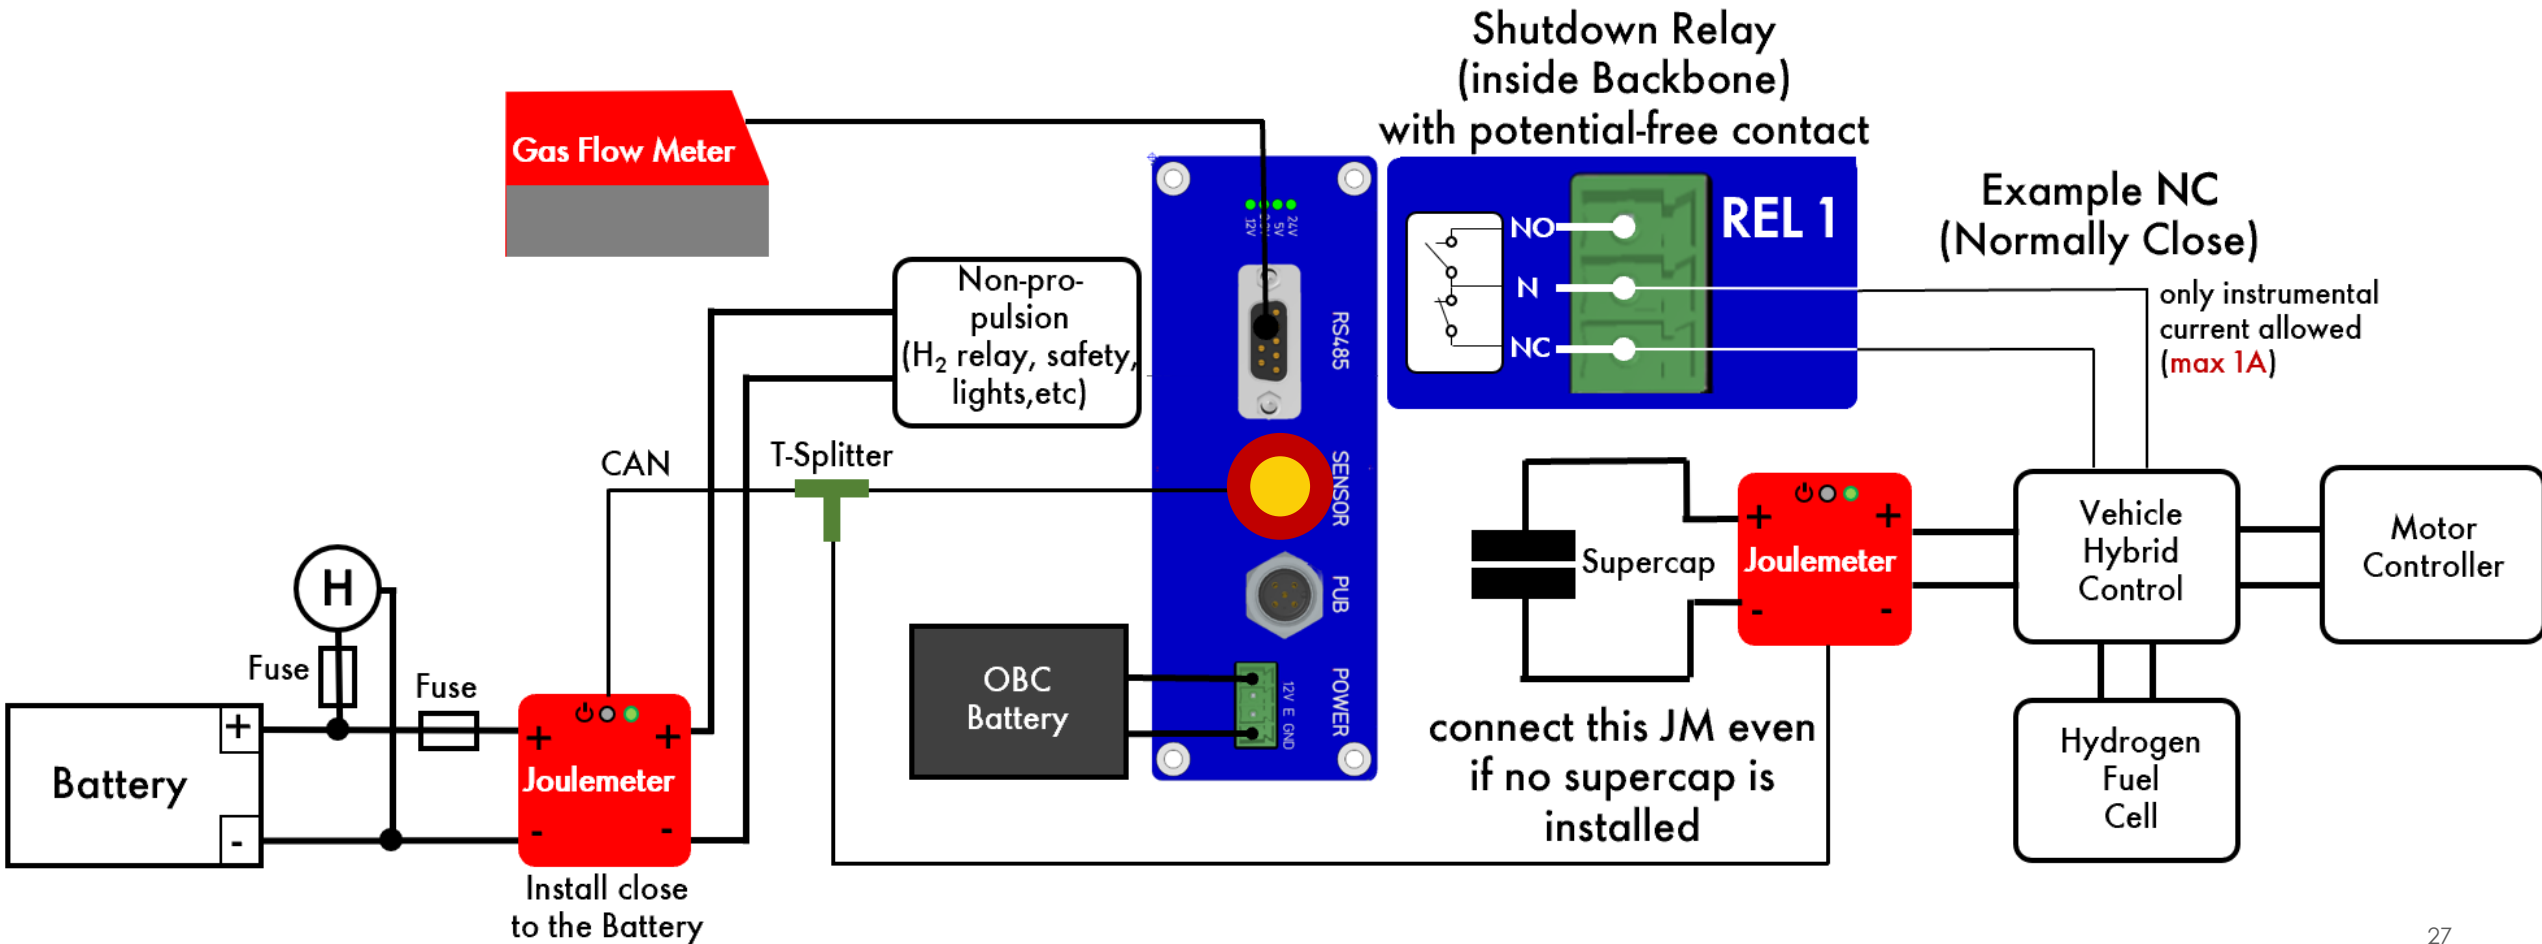 Shutdown Relay
(inside Backbone)
with potential-free contact
Gas Flow Meter
12V
5V
24V
RS485
SENSOR
PUB
POWER
12V E GND
NO
N
NC
REL 1
Example NC
(Normally Close)
only instrumental
current allowed
(max 1A)
Non-pro-
pulsion
(H₂ relay, safety,
lights,etc)
CAN
T-Splitter
H
Fuse
Fuse
Battery
+
-
+
+
Joulemeter
-
-
Install close
to the Battery
OBC
Battery
Supercap
+
+
Joulemeter
-
-
connect this JM even
if no supercap is
installed
Vehicle
Hybrid
Control
Motor
Controller
Hydrogen
Fuel
Cell
27